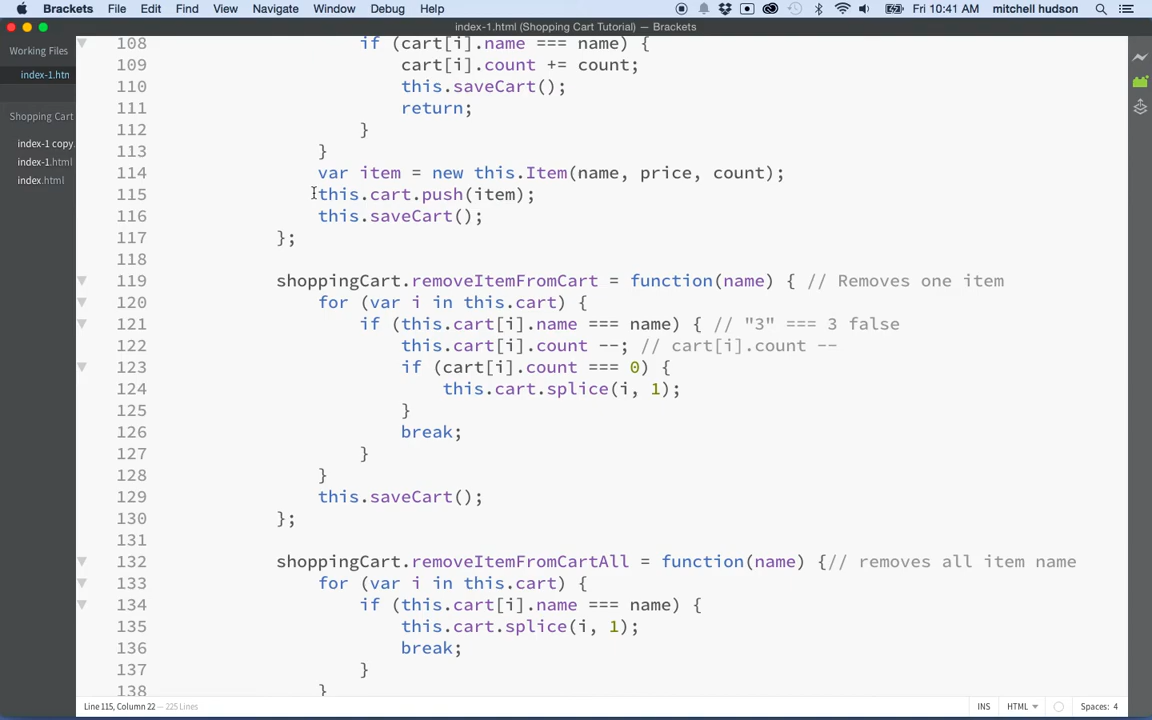 Brackets File Edit Find View Navigate Window Debug Help Fri 10:41 AM mitchell hudson
index-1.html (Shopping Cart Tutorial) — Brackets
Working Files
index-1.htn
Shopping Cart
index-1 copy.
index-1.html
index.html
108 if (cart[i].name === name) {
109 cart[i].count += count;
110 this.saveCart();
111 return;
112 }
113 }
114 var item = new this.Item(name, price, count);
115 this.cart.push(item);
116 this.saveCart();
117 };
118
119 shoppingCart.removeItemFromCart = function(name) { // Removes one item
120 for (var i in this.cart) {
121 if (this.cart[i].name === name) { // "3" === 3 false
122 this.cart[i].count --; // cart[i].count --
123 if (cart[i].count === 0) {
124 this.cart.splice(i, 1);
125 }
126 break;
127 }
128 }
129 this.saveCart();
130 };
131
132 shoppingCart.removeItemFromCartAll = function(name) {// removes all item name
133 for (var i in this.cart) {
134 if (this.cart[i].name === name) {
135 this.cart.splice(i, 1);
136 break;
137 }
138 }
Line 115, Column 22 — 225 Lines INS HTML Spaces: 4